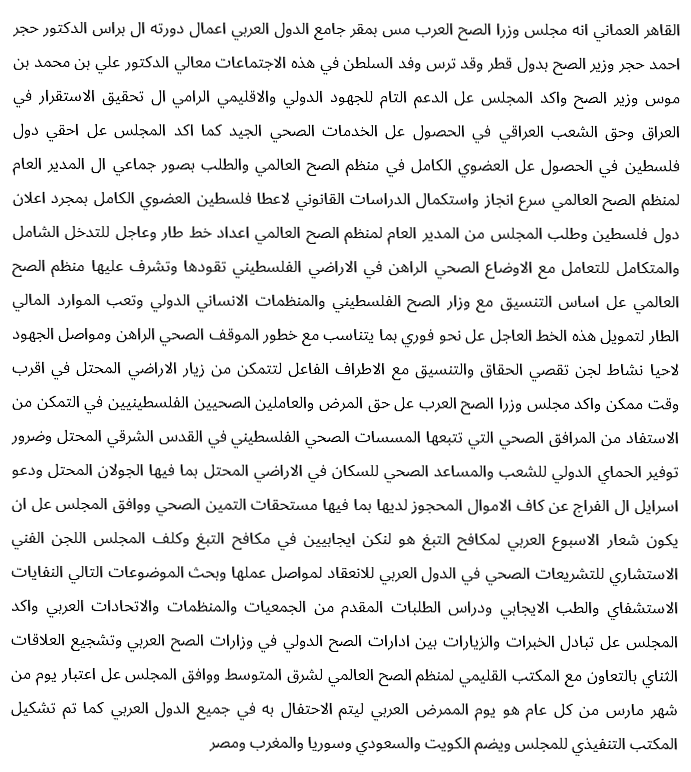 القاهر العماني انه مجلس وزرا الصح العرب مس بمقر جامع الدول العربي اعمال دورته ال براس الدكتور حجر
احمد حجر وزير الصح بدول قطر وقد ترس وفد السلطن في هذه الاجتماعات معالي الدكتور علي بن محمد بن
موس وزير الصح واكد المجلس عل الدعم التام للجهود الدولي والاقليمي الرامي ال تحقيق الاستقرار في
العراق وحق الشعب العراقي في الحصول عل الخدمات الصحي الجيد كما اكد المجلس عل احقي دول
فلسطين في الحصول عل العضوي الكامل في منظم الصح العالمي والطلب بصور جماعي ال المدير العام
لمنظم الصح العالمي سرع انجاز واستكمال الدراسات القانوني لاعطا فلسطين العضوي الكامل بمجرد اعلان
دول فلسطين وطلب المجلس من المدير العام لمنظم الصح العالمي اعداد خط طار وعاجل للتدخل الشامل
والمتكامل للتعامل مع الاوضاع الصحي الراهن في الاراضي الفلسطيني تقودها وتشرف عليها منظم الصح
العالمي عل اساس التنسيق مع وزار الصح الفلسطيني والمنظمات الانساني الدولي وتعب الموارد المالي
الطار لتمويل هذه الخط العاجل عل نحو فوري بما يتناسب مع خطور الموقف الصحي الراهن ومواصل الجهود
لاحيا نشاط لجن تقصي الحقاق والتنسيق مع الاطراف الفاعل لتتمكن من زيار الاراضي المحتل في اقرب
وقت ممكن واكد مجلس وزرا الصح العرب عل حق المرض والعاملين الصحيين الفلسطينيين في التمكن من
الاستفاد من المرافق الصحي التي تتبعها المسسات الصحي الفلسطيني في القدس الشرقي المحتل وضرور
توفير الحماي الدولي للشعب والمساعد الصحي للسكان في الاراضي المحتل بما فيها الجولان المحتل ودعو
اسرايل ال الفراج عن كاف الاموال المحجوز لديها بما فيها مستحقات التمين الصحي ووافق المجلس عل ان
يكون شعار الاسبوع العربي لمكافح التبغ هو لنكن ايجابيين في مكافح التبغ وكلف المجلس اللجن الفني
الاستشاري للتشريعات الصحي في الدول العربي للانعقاد لمواصل عملها وبحث الموضوعات التالي النفايات
الاستشفاي والطب الايجابي ودراس الطلبات المقدم من الجمعيات والمنظمات والاتحادات العربي واكد
المجلس عل تبادل الخبرات والزيارات بين ادارات الصح الدولي في وزارات الصح العربي وتشجيع العلاقات
الثناي بالتعاون مع المكتب القليمي لمنظم الصح العالمي لشرق المتوسط ووافق المجلس عل اعتبار يوم من
شهر مارس من كل عام هو يوم الممرض العربي ليتم الاحتفال به في جميع الدول العربي كما تم تشكيل
المكتب التنفيذي للمجلس ويضم الكويت والسعودي وسوريا والمغرب ومصر